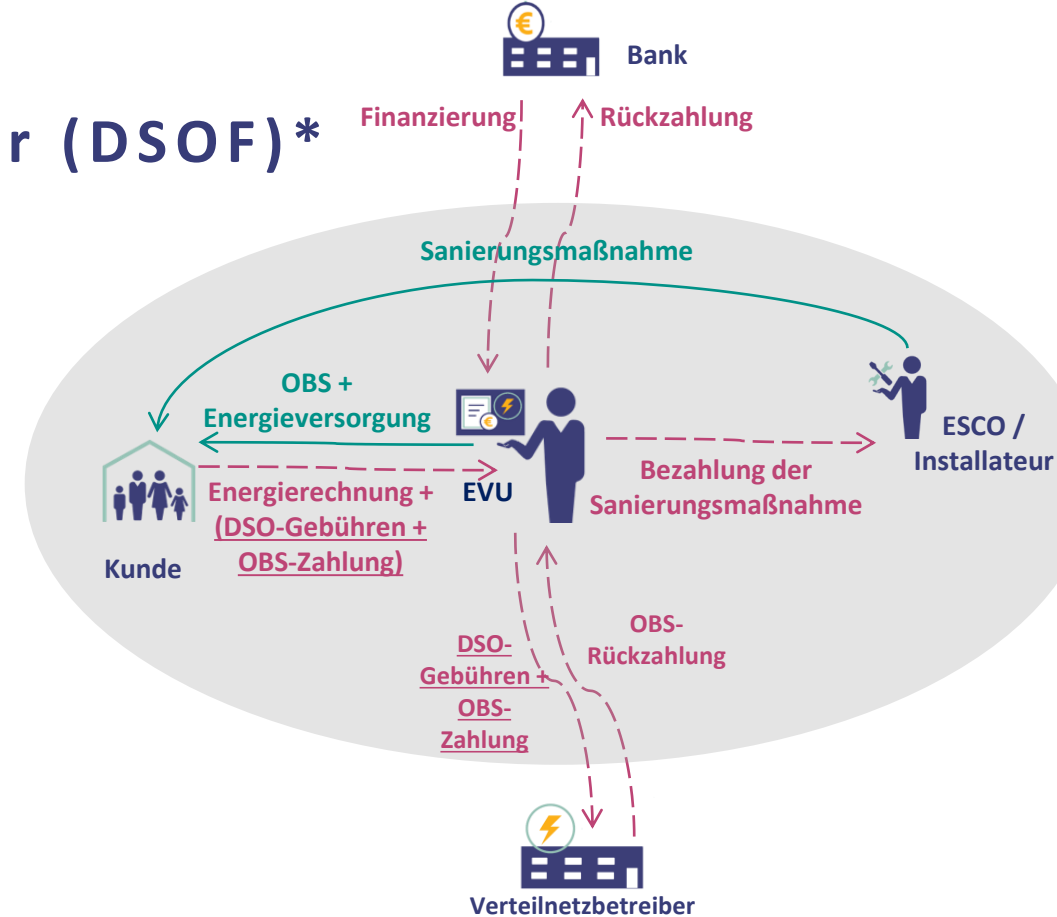 Bank
Finanzierung
Rückzahlung
r (DSOF)*
Sanierungsmaßnahme
OBS +
Energieversorgung
ESCO /
Installateur
EVU
Energierechnung +
(DSO-Gebühren +
OBS-Zahlung)
Bezahlung der
Sanierungsmaßnahme
Kunde
DSO-
Gebühren +
OBS-
Zahlung
OBS-
Rückzahlung
Verteilnetzbetreiber